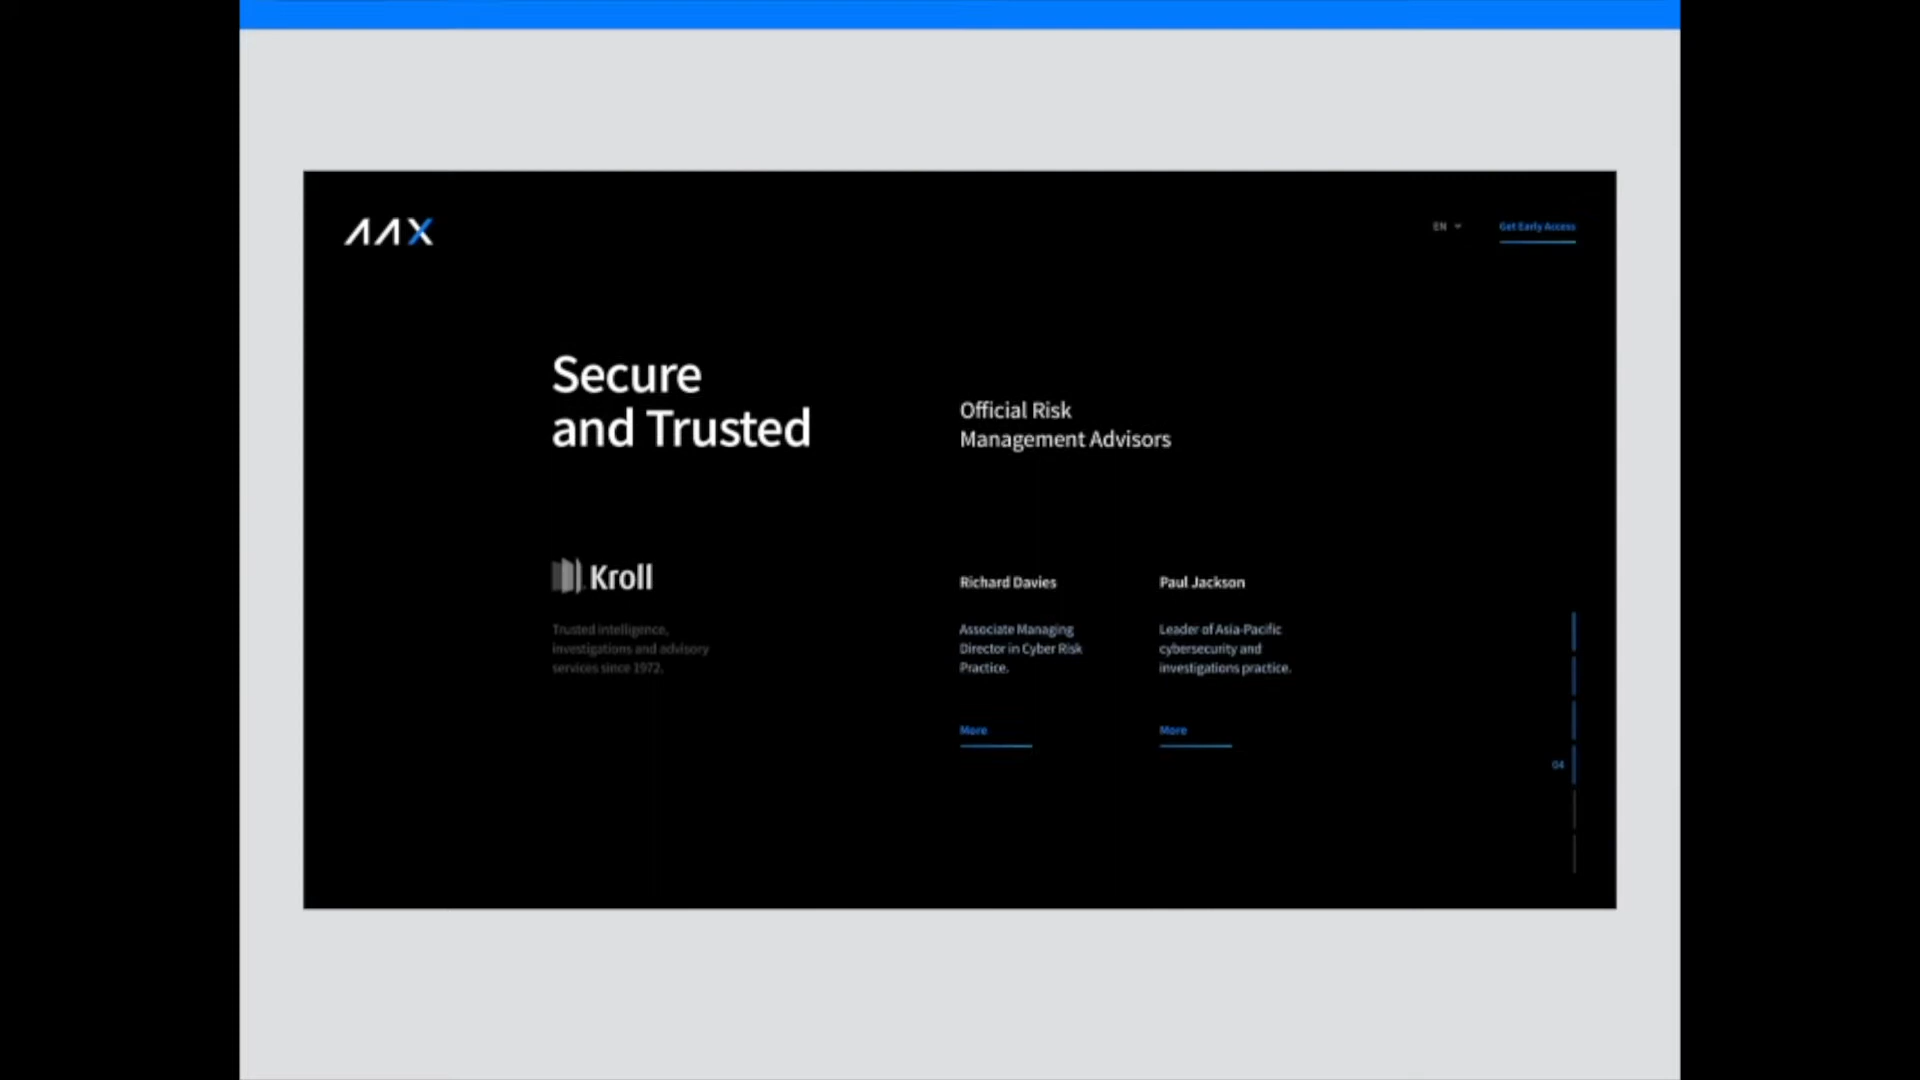 AAX
EN
Get Early Access
Secure
and Trusted
Official Risk
Management Advisors
Kroll
Trusted intelligence,
investigations and advisory
services since 1972.
Richard Davies
Associate Managing
Director in Cyber Risk
Practice.
More
Paul Jackson
Leader of Asia-Pacific
cybersecurity and
investigations practice.
More
04